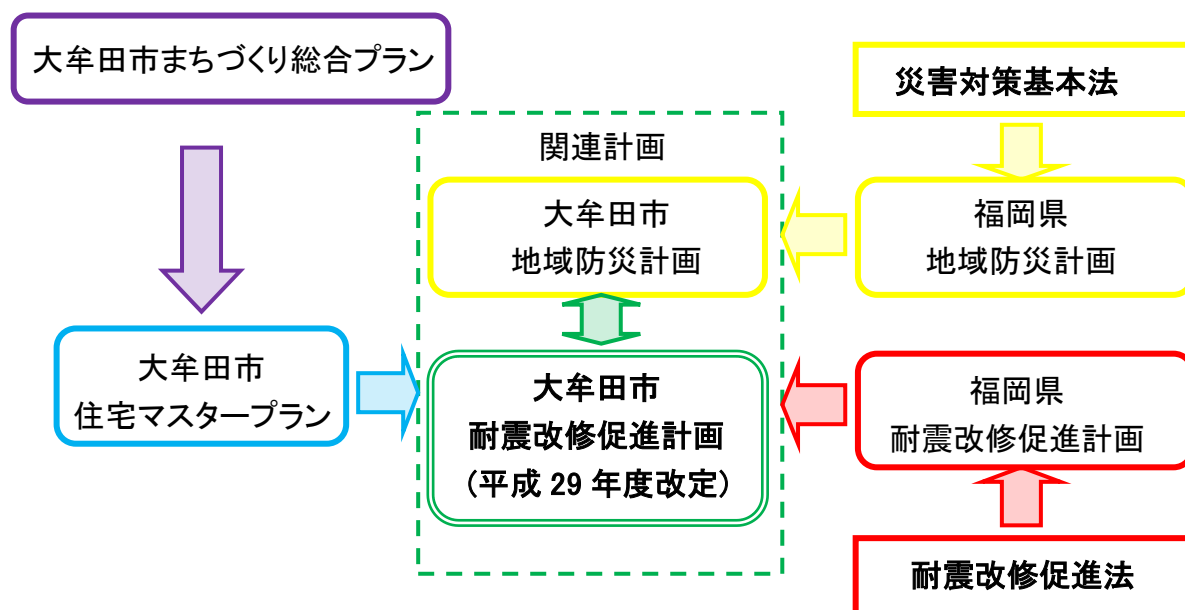 大牟田市まちづくり総合プラン
災害対策基本法
関連計画
大牟田市
地域防災計画
福岡県
地域防災計画
大牟田市
住宅マスタープラン
大牟田市
耐震改修促進計画
(平成 29 年度改定)
福岡県
耐震改修促進計画
耐震改修促進法